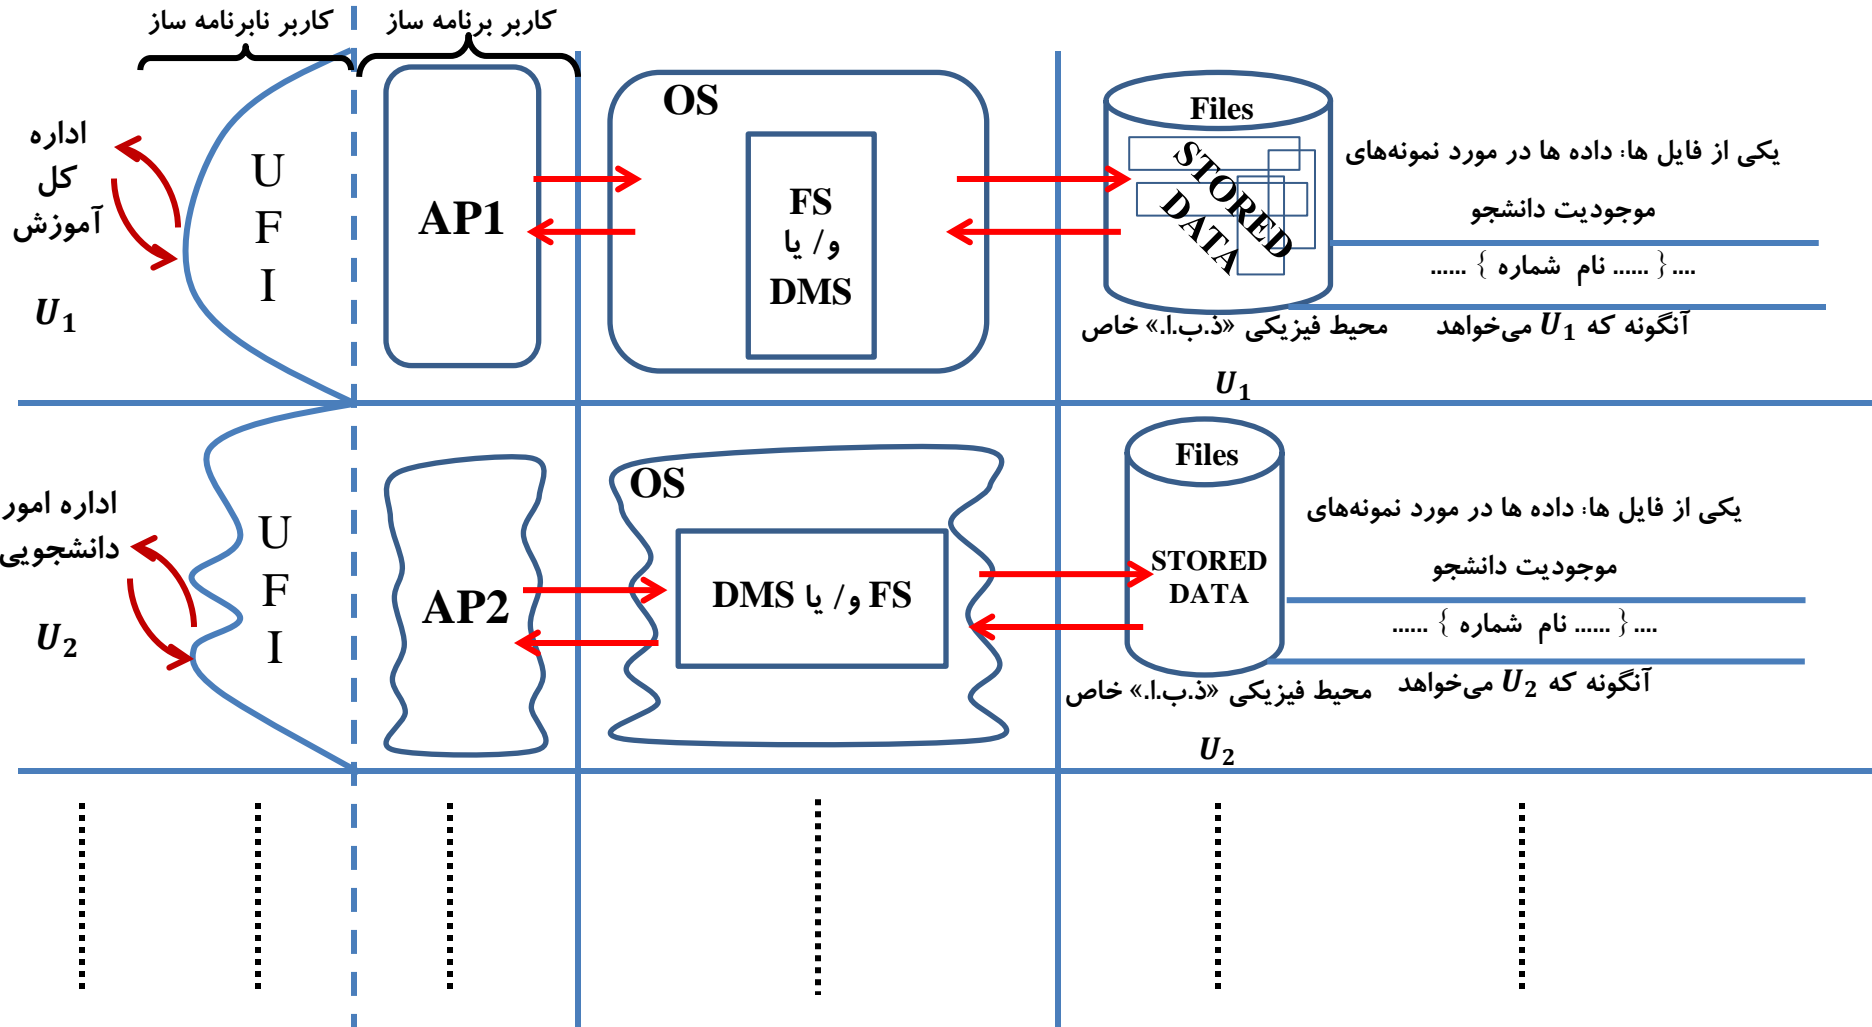 کاربر نابرنامه ساز
کاربر برنامه ساز
اداره
کل
آموزش
U1
U
F
I
AP1
OS
FS
و/ یا
DMS
Files
STORED
DATA
یکی از فایل ها: داده ها در مورد نمونه‌های
موجودیت دانشجو
....{ ...... نام شماره } ......
آنگونه که U1 می‌خواهد
محیط فیزیکی «ذ.ب.ا.» خاص
U1
اداره امور
دانشجویی
U2
U
F
I
AP2
OS
FS و/ یا DMS
Files
STORED
DATA
یکی از فایل ها: داده ها در مورد نمونه‌های
موجودیت دانشجو
....{ ...... نام شماره } ......
آنگونه که U2 می‌خواهد
محیط فیزیکی «ذ.ب.ا.» خاص
U2